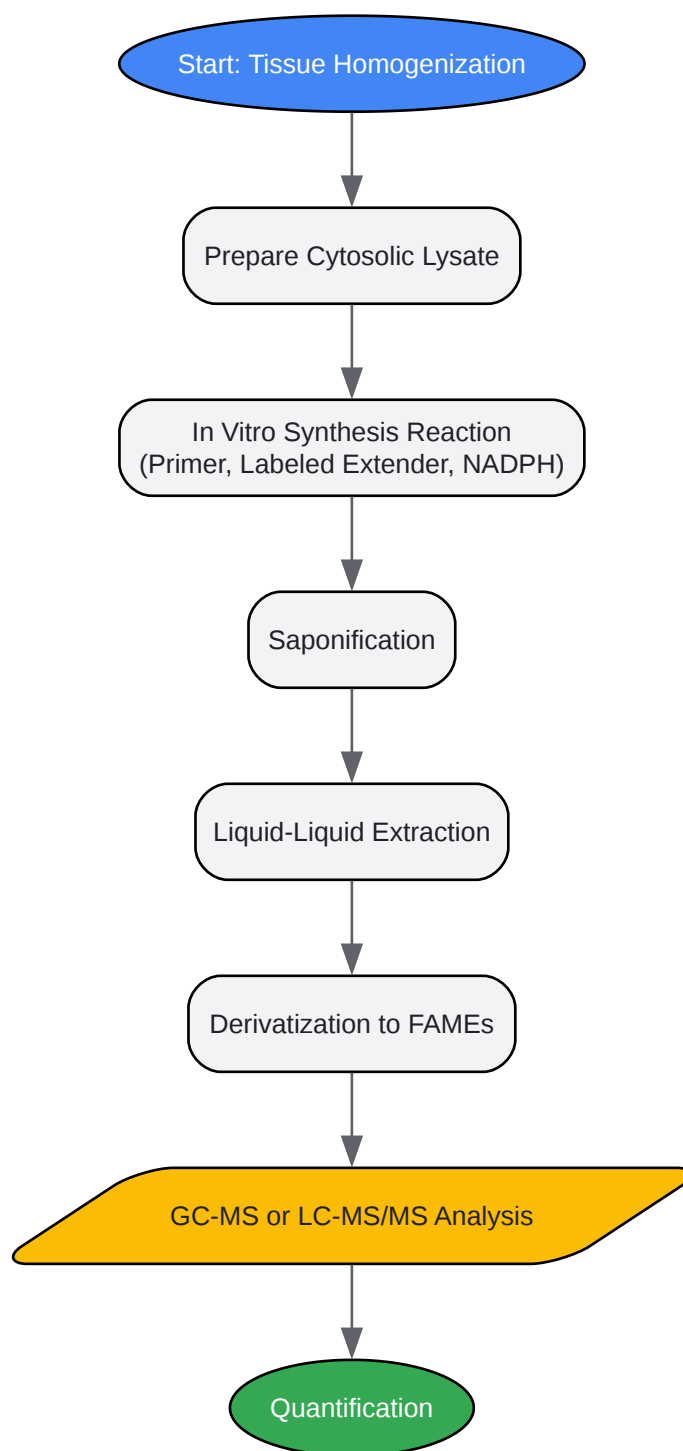 Start: Tissue Homogenization
Prepare Cytosolic Lysate
In Vitro Synthesis Reaction
(Primer, Labeled Extender, NADPH)
Saponification
Liquid-Liquid Extraction
Derivatization to FAMEs
GC-MS or LC-MS/MS Analysis
Quantification